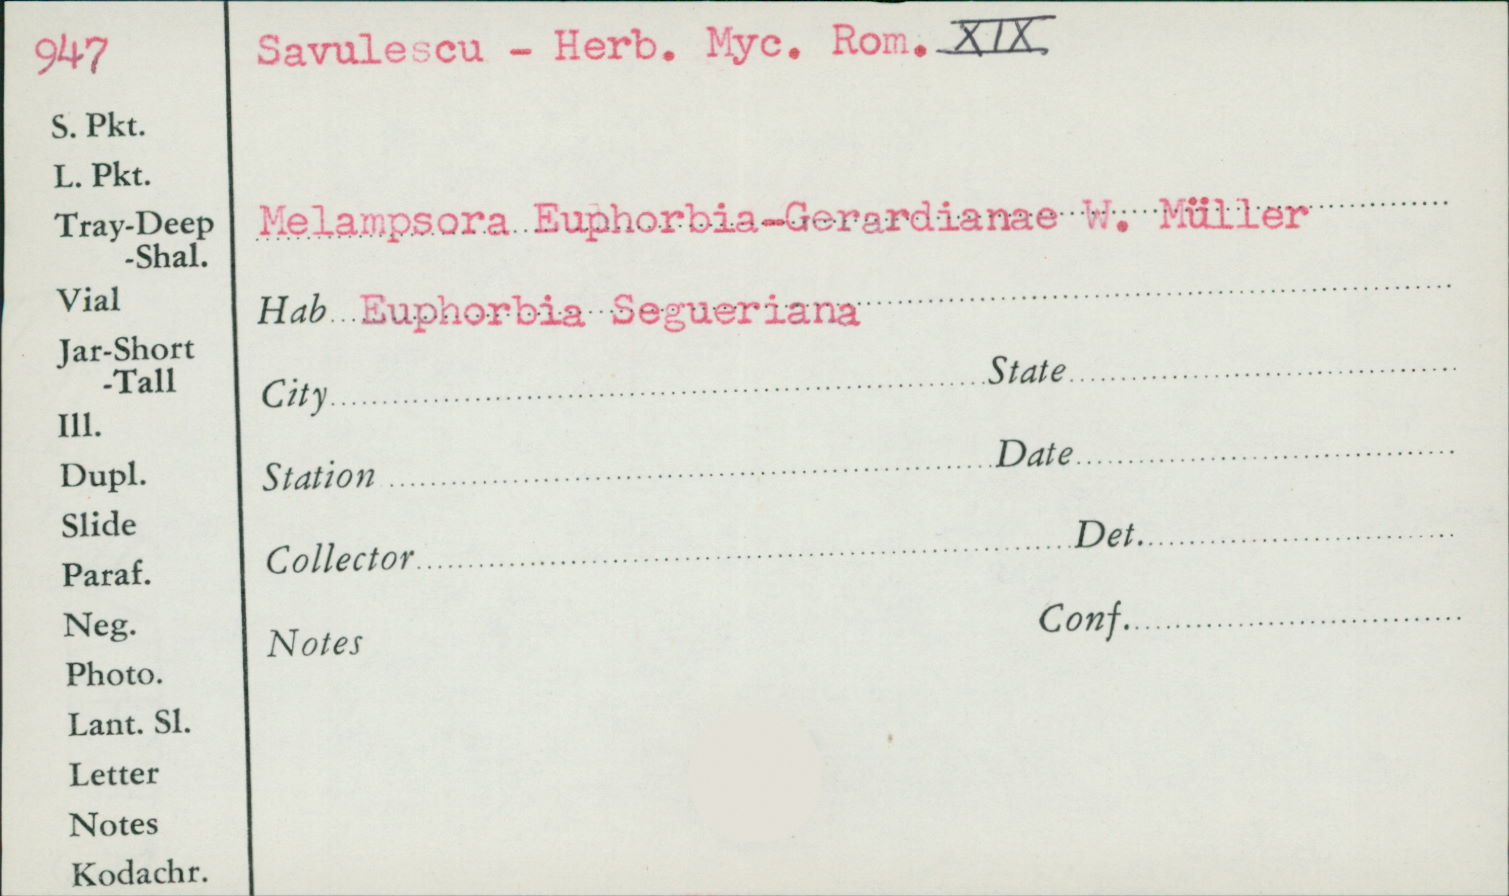 947
Savulescu - Herb. Myc. Rom. XIX
S. Pkt.
L. Pkt.
Tray-Deep
-Shal.
Vial
Jar-Short
-Tall
Ill.
Dupl.
Slide
Paraf.
Neg.
Photo.
Lant. Sl.
Letter
Notes
Kodachr.
Melampsora Euphorbia-Gerardianae W. Müller
Hab Euphorbia Segueriana
City State
Station Date
Collector Det.
Notes Conf.